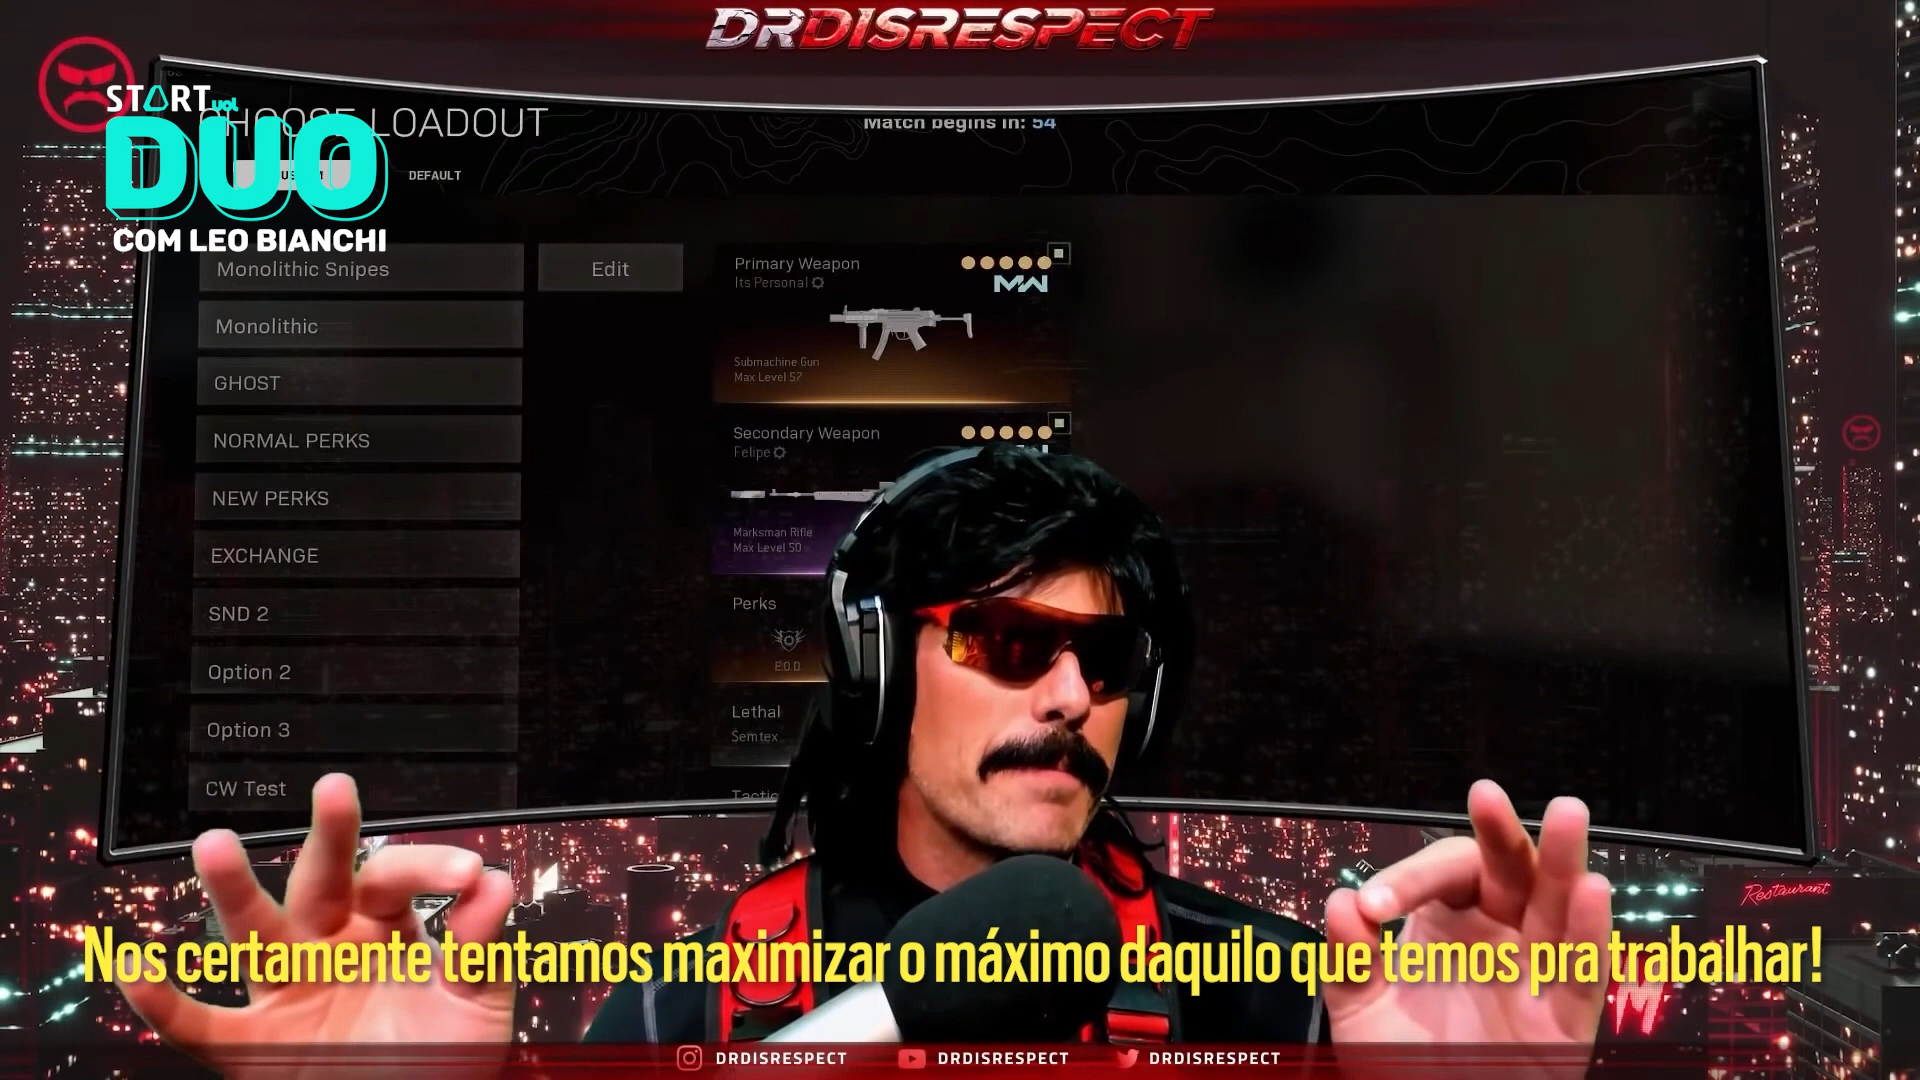 DRDISRESPECT
START uol
DUO
COM LEO BIANCHI
CHOOSE LOADOUT
Match begins in: 54
DEFAULT
Monolithic Snipes
Edit
Monolithic
GHOST
NORMAL PERKS
NEW PERKS
EXCHANGE
SND 2
Option 2
Option 3
CW Test
Primary Weapon
Its Personal
MW
Submachine Gun
Max Level 57
Secondary Weapon
Felipe
Marksman Rifle
Max Level 50
Perks
E.O.D
Lethal
Semtex
Restaurant
Nos certamente tentamos maximizar o máximo daquilo que temos pra trabalhar!
DRDISRESPECT DRDISRESPECT DRDISRESPECT